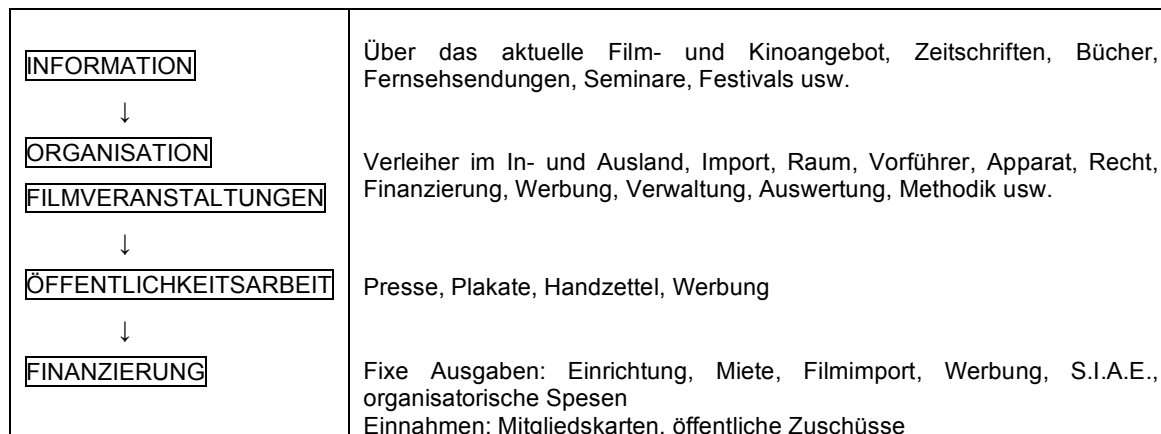 INFORMATION
Über das aktuelle Film- und Kinoangebot, Zeitschriften, Bücher,
Fernsehsendungen, Seminare, Festivals usw.
↓
ORGANISATION
FILMVERANSTALTUNGEN
Verleiher im In- und Ausland, Import, Raum, Vorführer, Apparat, Recht,
Finanzierung, Werbung, Verwaltung, Auswertung, Methodik usw.
↓
ÖFFENTLICHKEITSARBEIT
Presse, Plakate, Handzettel, Werbung
↓
FINANZIERUNG
Fixe Ausgaben: Einrichtung, Miete, Filmimport, Werbung, S.I.A.E.,
organisatorische Spesen
Einnahmen: Mitgliedskarten, öffentliche Zuschüsse